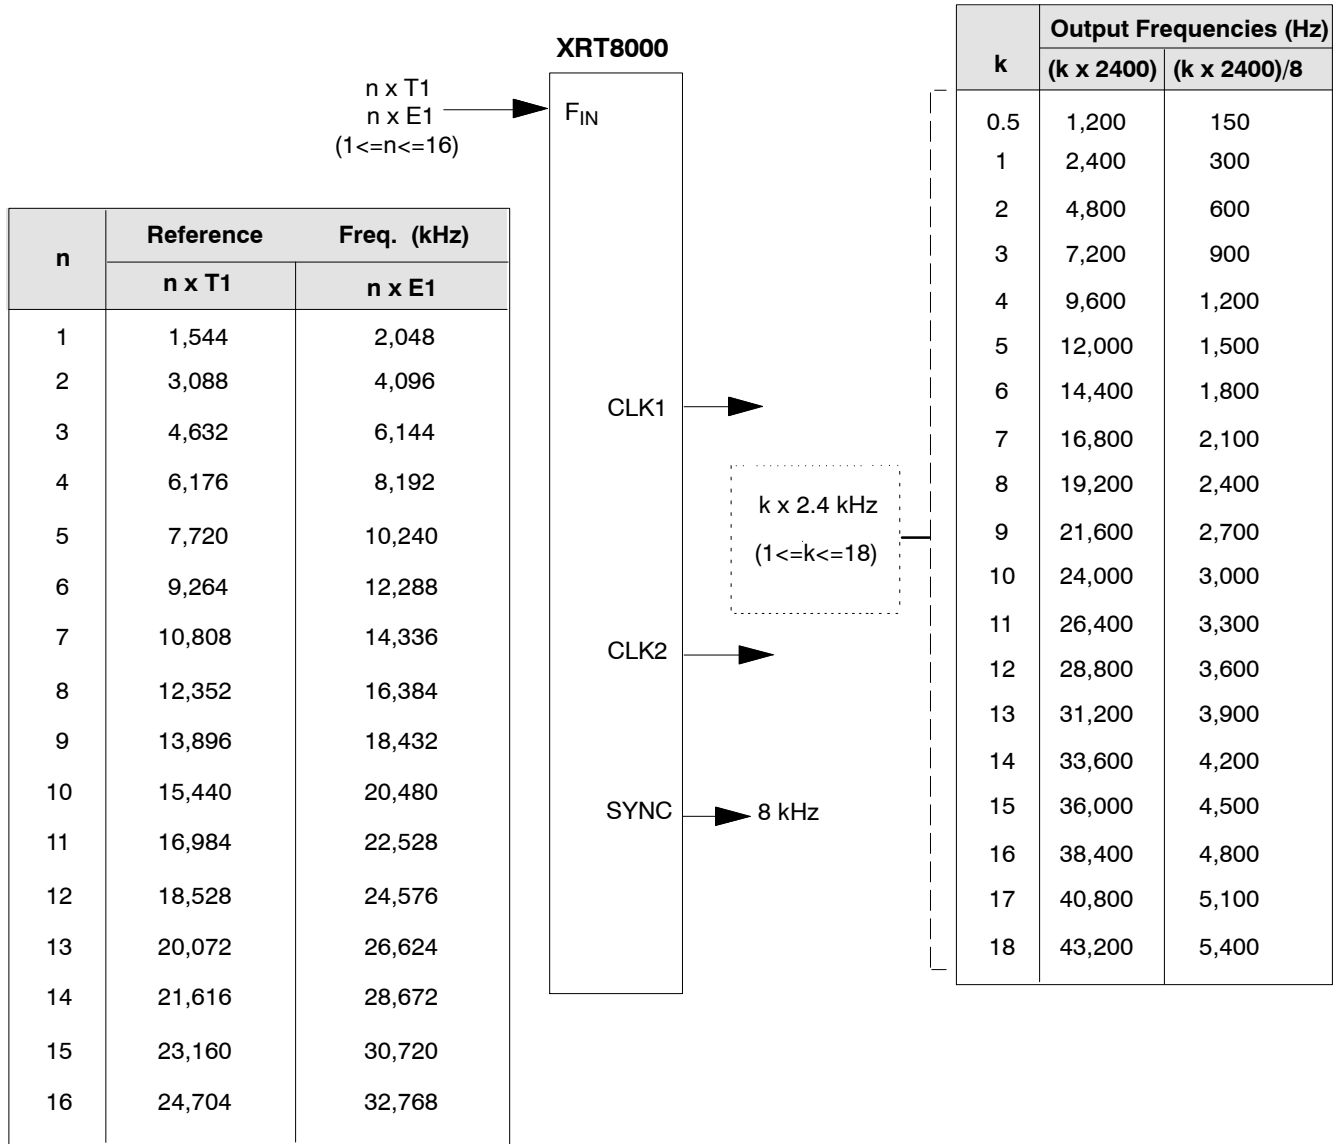 XRT8000
n x T1
n x E1
(1<=n<=16)
FIN
CLK1
CLK2
SYNC
8 kHz
k x 2.4 kHz
(1<=k<=18)
n Reference Freq. (kHz)
n x T1 n x E1
1 1,544 2,048
2 3,088 4,096
3 4,632 6,144
4 6,176 8,192
5 7,720 10,240
6 9,264 12,288
7 10,808 14,336
8 12,352 16,384
9 13,896 18,432
10 15,440 20,480
11 16,984 22,528
12 18,528 24,576
13 20,072 26,624
14 21,616 28,672
15 23,160 30,720
16 24,704 32,768
k Output Frequencies (Hz)
(k x 2400) (k x 2400)/8
0.5 1,200 150
1 2,400 300
2 4,800 600
3 7,200 900
4 9,600 1,200
5 12,000 1,500
6 14,400 1,800
7 16,800 2,100
8 19,200 2,400
9 21,600 2,700
10 24,000 3,000
11 26,400 3,300
12 28,800 3,600
13 31,200 3,900
14 33,600 4,200
15 36,000 4,500
16 38,400 4,800
17 40,800 5,100
18 43,200 5,400